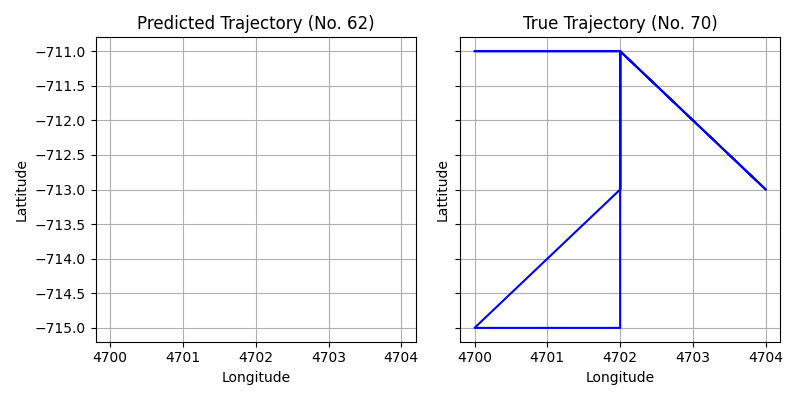 Predicted Trajectory (No. 62)
True Trajectory (No. 70)
−711.0
−711.5
−712.0
−712.5
−713.0
−713.5
−714.0
−714.5
−715.0
Lattitude
Lattitude
4700 4701 4702 4703 4704
4700 4701 4702 4703 4704
Longitude
Longitude